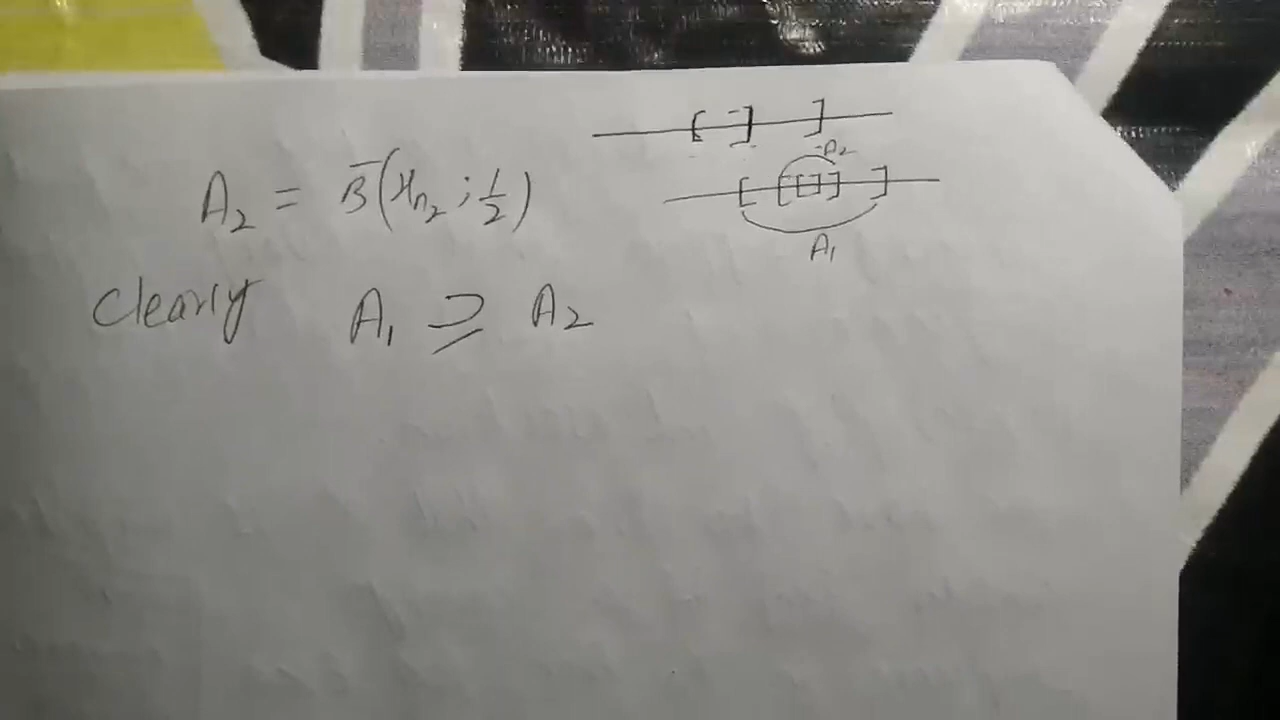 A₂ = B̅(x_{n₂} ; 1/2)
A₂
A₁
Clearly A₁ ⊇ A₂